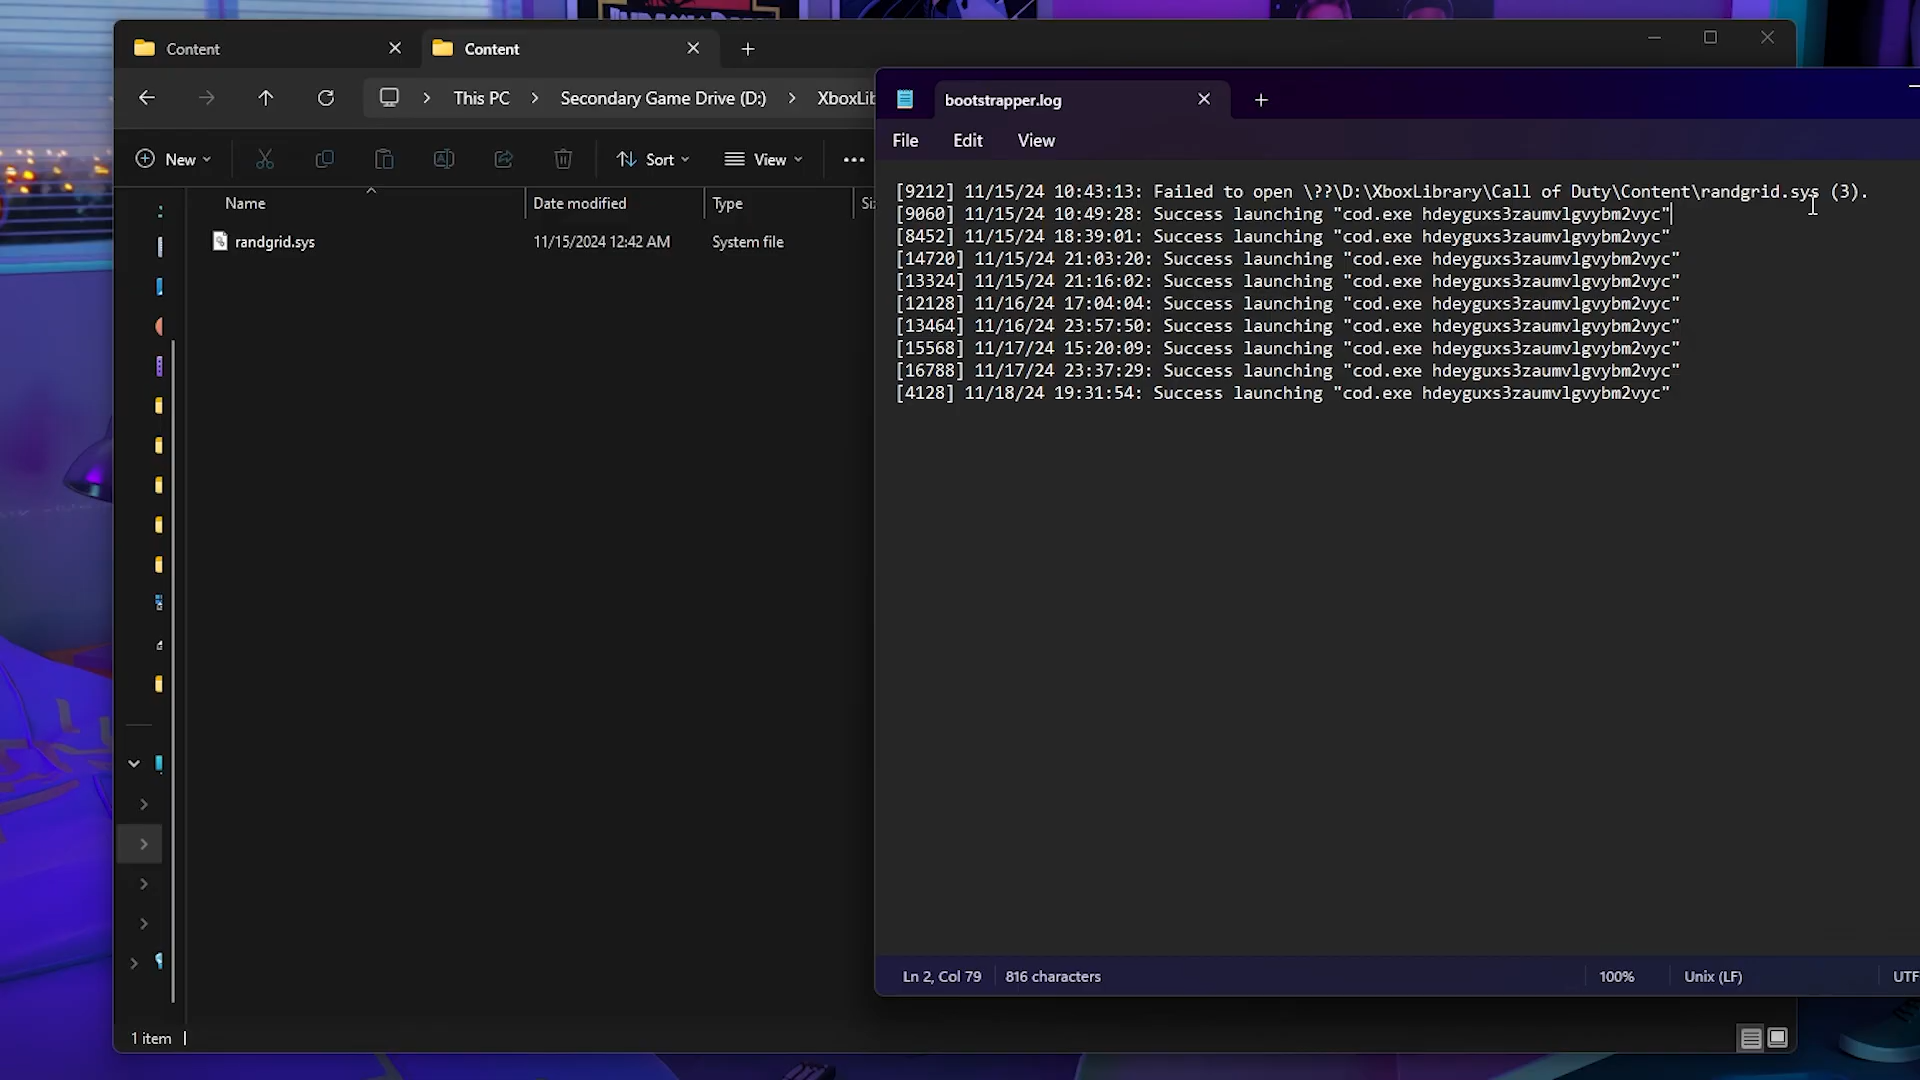 Content
Content
This PC
Secondary Game Drive (D:)
XboxLib
New
Sort
View
Name
Date modified
Type
randgrid.sys
11/15/2024 12:42 AM
System file
1 item
bootstrapper.log
File
Edit
View
[9212] 11/15/24 10:43:13: Failed to open \??\D:\XboxLibrary\Call of Duty\Content\randgrid.sys (3).
[9060] 11/15/24 10:49:28: Success launching "cod.exe hdeyguxs3zaumvlgvybm2vyc"
[8452] 11/15/24 18:39:01: Success launching "cod.exe hdeyguxs3zaumvlgvybm2vyc"
[14720] 11/15/24 21:03:20: Success launching "cod.exe hdeyguxs3zaumvlgvybm2vyc"
[13324] 11/15/24 21:16:02: Success launching "cod.exe hdeyguxs3zaumvlgvybm2vyc"
[12128] 11/16/24 17:04:04: Success launching "cod.exe hdeyguxs3zaumvlgvybm2vyc"
[13464] 11/16/24 23:57:50: Success launching "cod.exe hdeyguxs3zaumvlgvybm2vyc"
[15568] 11/17/24 15:20:09: Success launching "cod.exe hdeyguxs3zaumvlgvybm2vyc"
[16788] 11/17/24 23:37:29: Success launching "cod.exe hdeyguxs3zaumvlgvybm2vyc"
[4128] 11/18/24 19:31:54: Success launching "cod.exe hdeyguxs3zaumvlgvybm2vyc"
Ln 2, Col 79
816 characters
100%
Unix (LF)
UTF